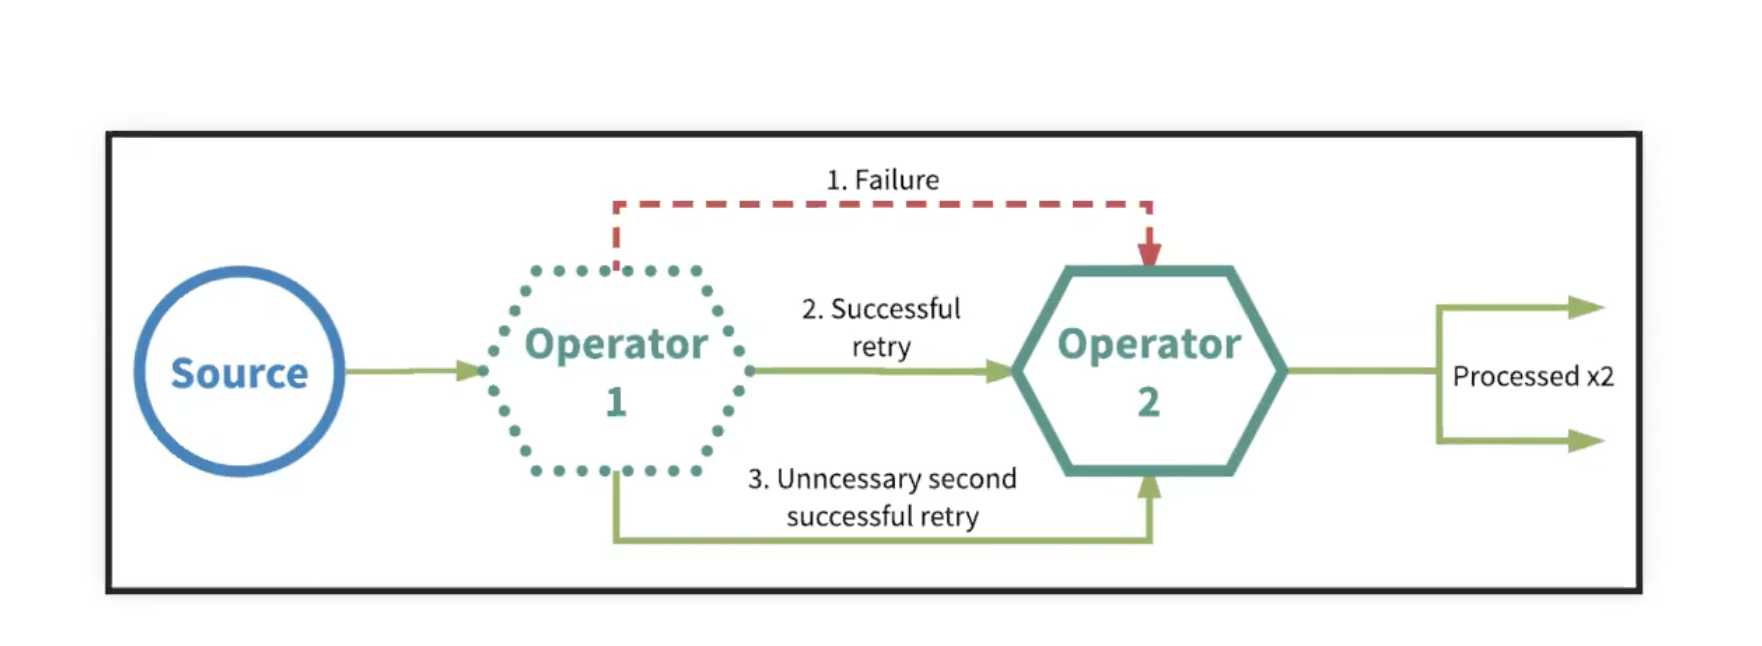 1. Failure
Source
Operator
1
2. Successful
retry
Operator
2
Processed x2
3. Unncessary second
successful retry